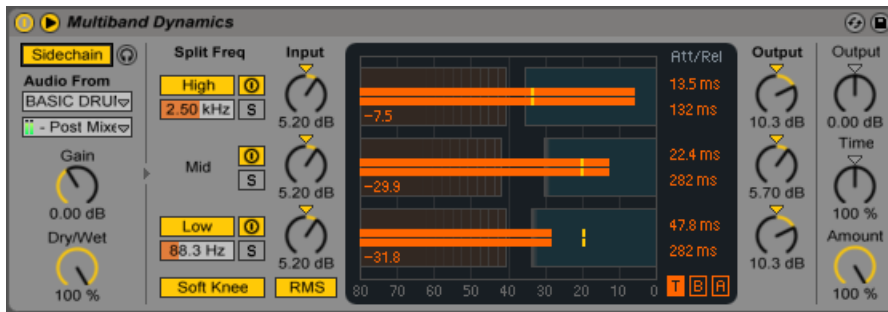 Multiband Dynamics
Sidechain
Audio From
BASIC DRUM
- Post Mixe
Gain
0.00 dB
Dry/Wet
100 %
Split Freq
High
2.50 kHz S
Mid
S
Low
88.3 Hz S
Soft Knee
Input
5.20 dB
5.20 dB
5.20 dB
RMS
-7.5
-29.9
-31.8
80 70 60 50 40 30 20 10 0
Att/Rel
13.5 ms
132 ms
22.4 ms
282 ms
47.8 ms
282 ms
T B A
Output
10.3 dB
5.70 dB
10.3 dB
Output
0.00 dB
Time
100 %
Amount
100 %